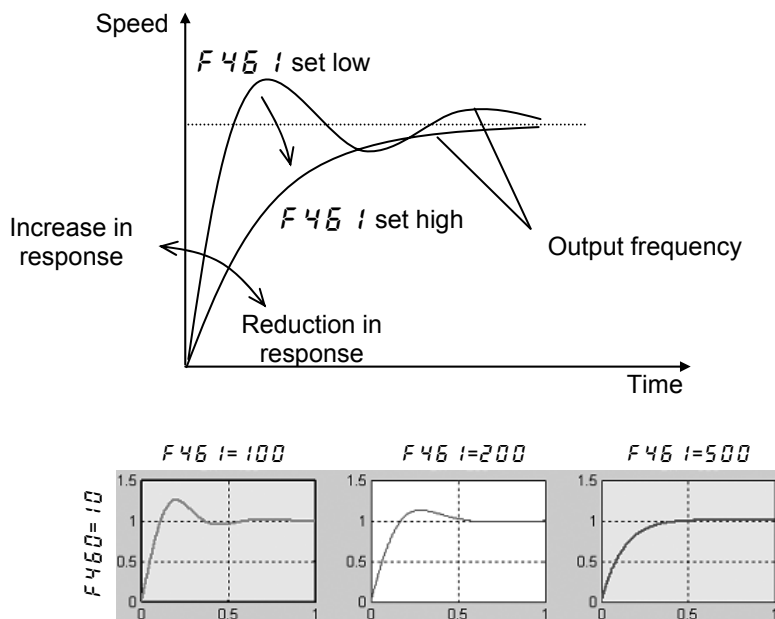 Speed
F461 set low
Increase in
response
F461 set high
Output frequency
Reduction in
response
Time
F461=100 F461=200 F461=500
F460=10
1.5 1.5 1.5
1 1 1
0.5 0.5 0.5
0 0 0
0 0.5 1 0 0.5 1 0 0.5 1